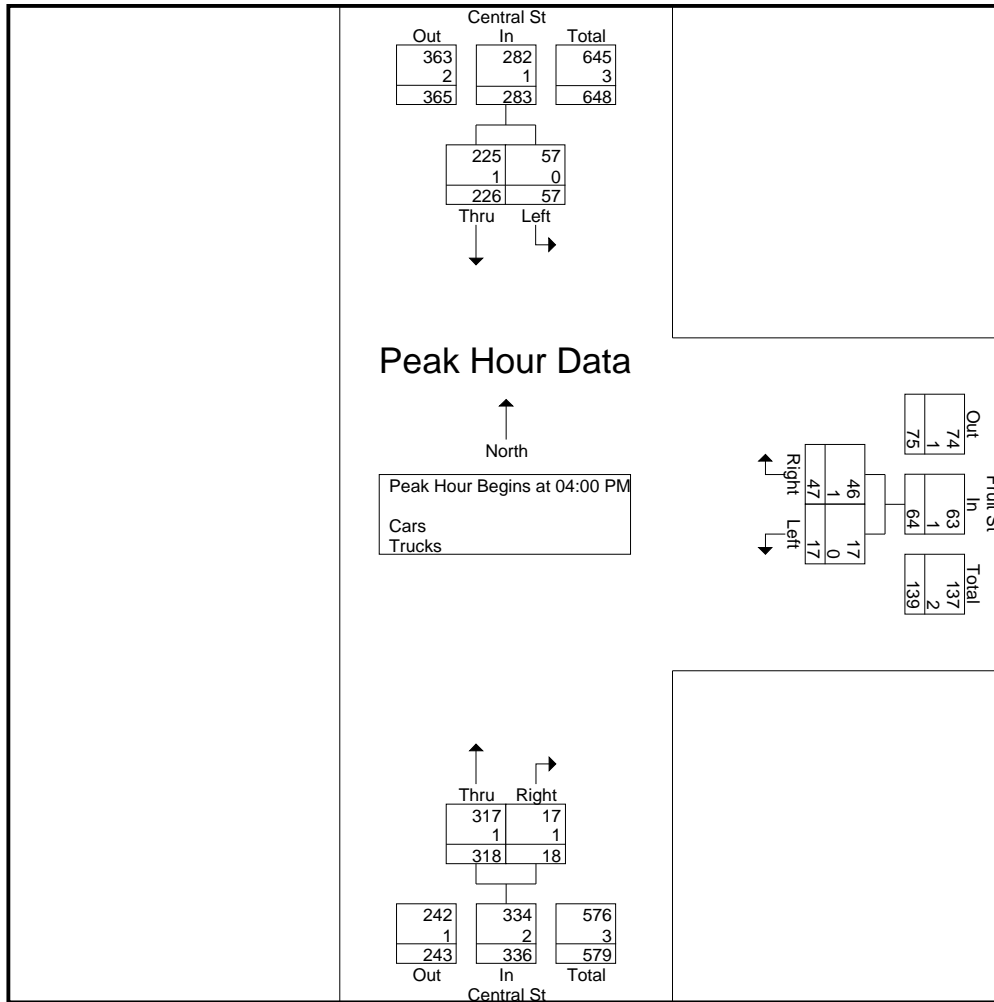 Central St
Out In Total
363 282 645
2 1 3
365 283 648
225 57
1 0
226 57
Thru Left
Peak Hour Data
North
Peak Hour Begins at 04:00 PM
Cars
Trucks
Right Left
47 17
1 0
46 17
Out In Total
74 63 137
1 1 2
75 64 139
Fruit St
Thru Right
317 17
1 1
318 18
242 334 576
1 2 3
243 336 579
Out In Total
Central St